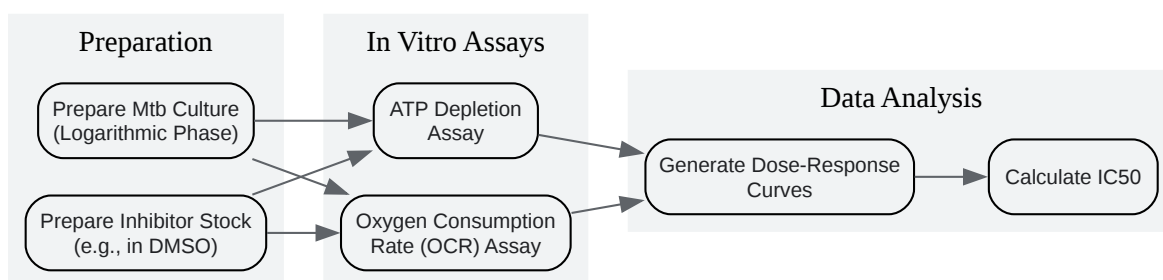 Preparation
Prepare Mtb Culture
(Logarithmic Phase)
Prepare Inhibitor Stock
(e.g., in DMSO)
In Vitro Assays
ATP Depletion
Assay
Oxygen Consumption
Rate (OCR) Assay
Data Analysis
Generate Dose-Response
Curves
Calculate IC50